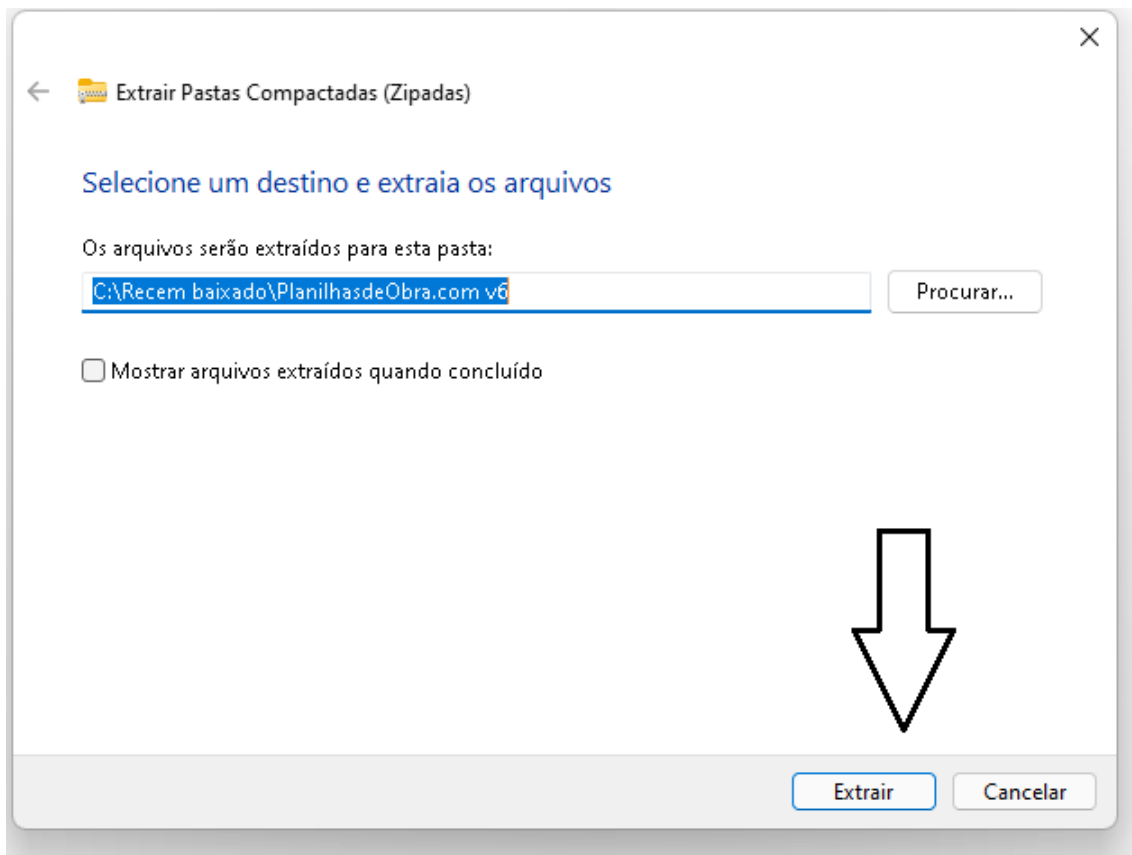 Extrair Pastas Compactadas (Zipadas)
Selecione um destino e extraia os arquivos
Os arquivos serão extraídos para esta pasta:
C:\Recem baixado\PlanilhasdeObra.com v6
Procurar...
Mostrar arquivos extraídos quando concluído
Extrair
Cancelar